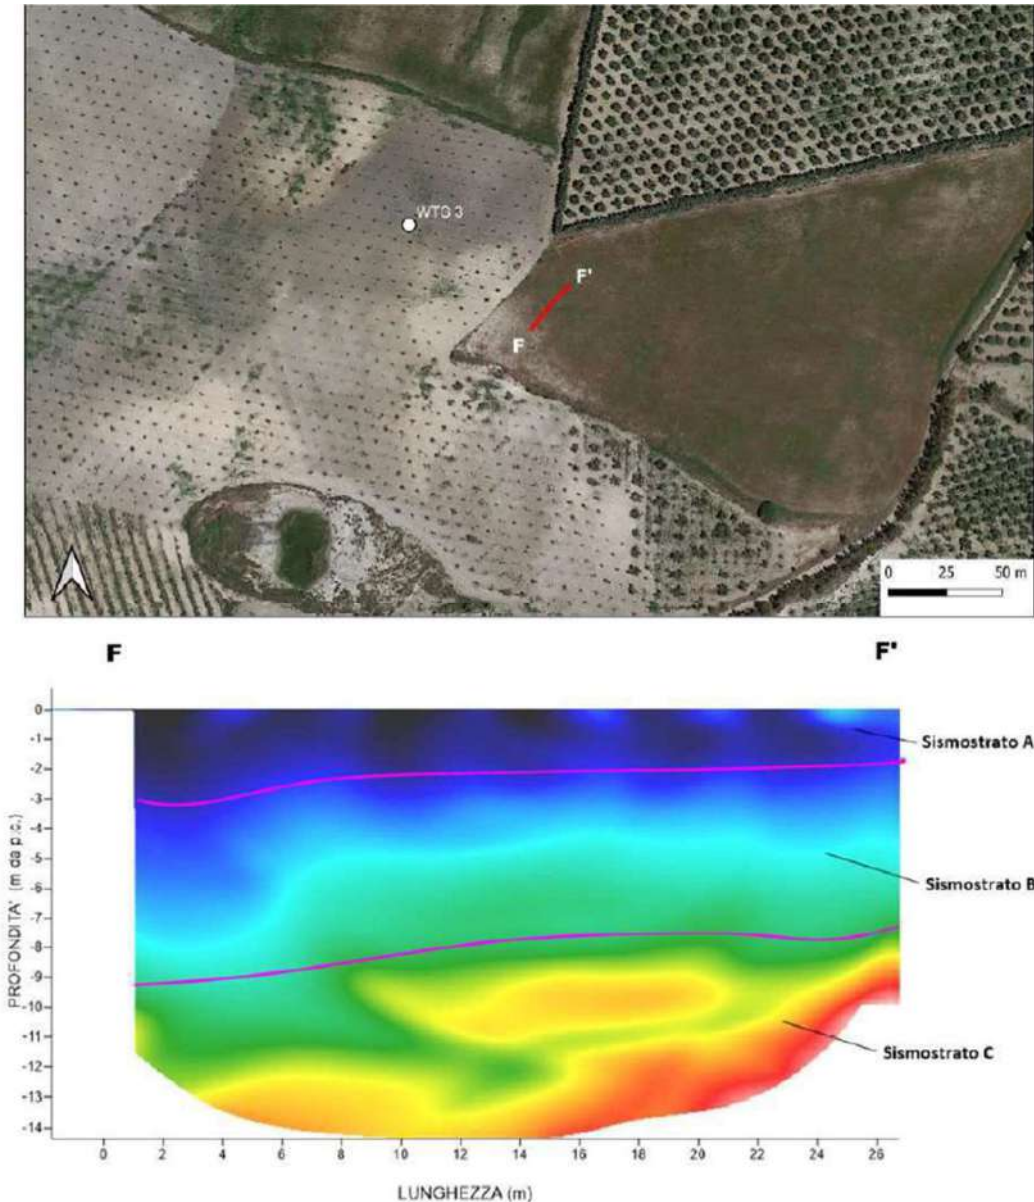 WTG 3
F'
F
0 25 50 m
F F'
0
-1
-2
-3
-4
-5
-6
-7
-8
-9
-10
-11
-12
-13
-14
PROFONDITA' (m da p.c.)
Sismostrato A
Sismostrato B
Sismostrato C
0 2 4 6 8 10 12 14 16 18 20 22 24 26
LUNGHEZZA (m)